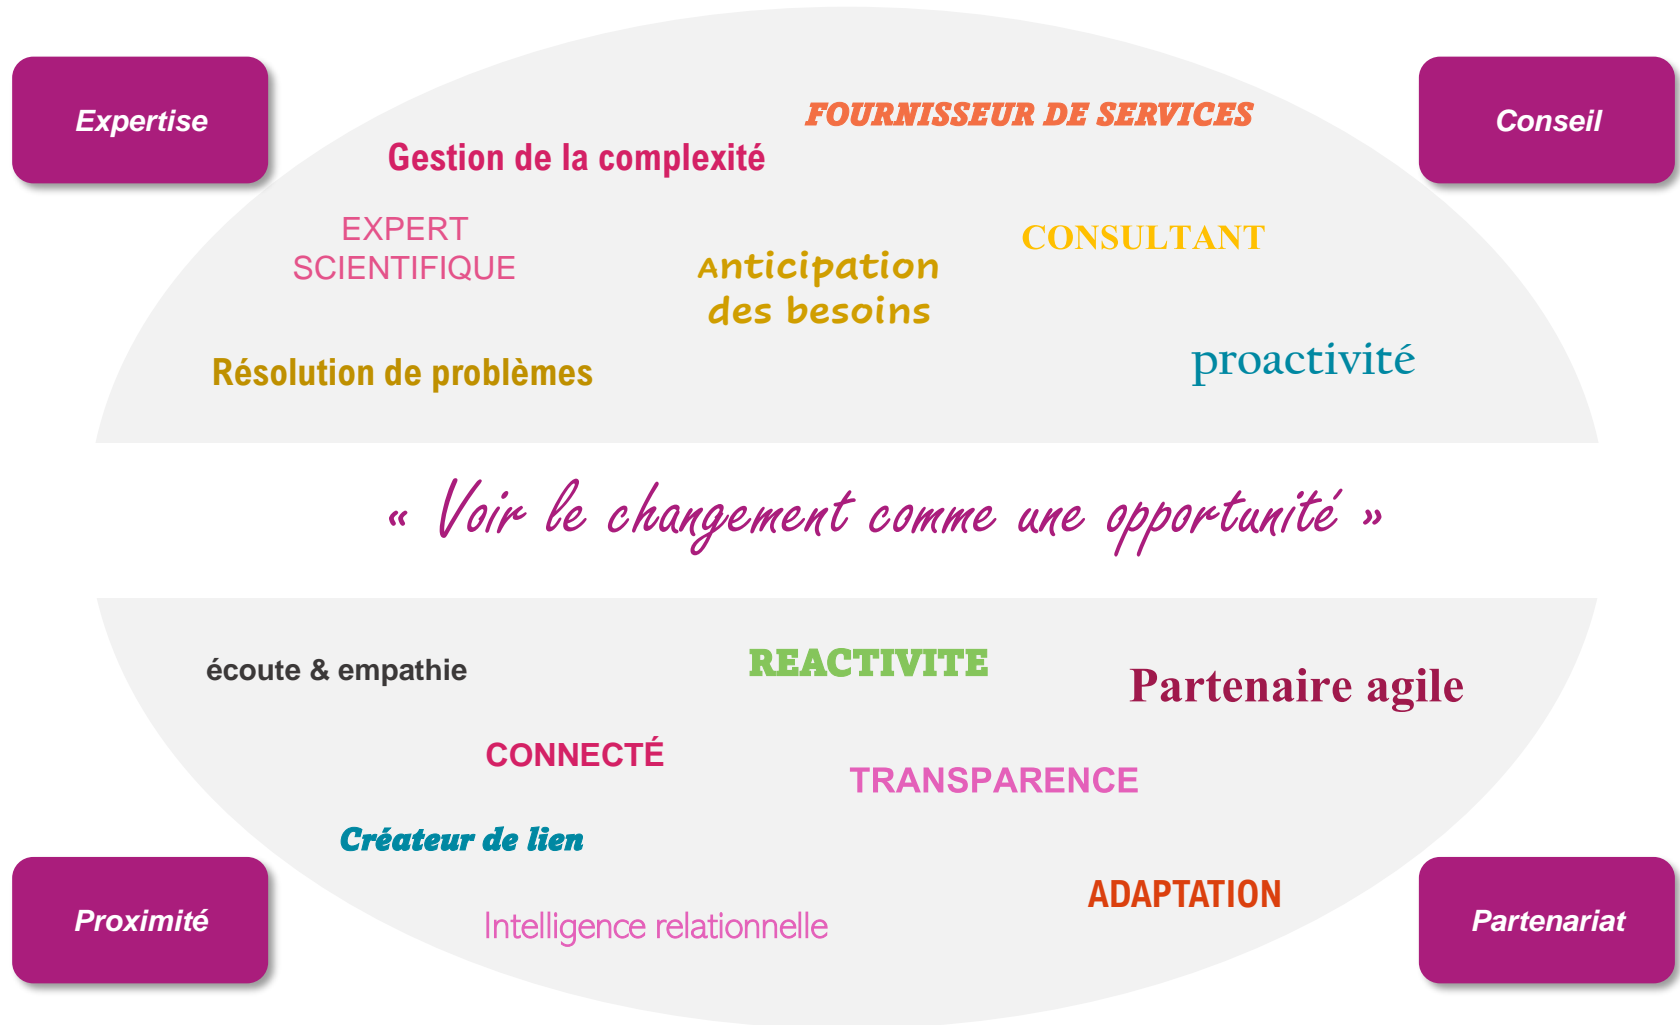 Expertise
Conseil
FOURNISSEUR DE SERVICES
Gestion de la complexité
EXPERT
SCIENTIFIQUE
CONSULTANT
Anticipation
des besoins
Résolution de problèmes
proactivité
« Voir le changement comme une opportunité »
écoute & empathie
REACTIVITE
Partenaire agile
CONNECTÉ
TRANSPARENCE
Créateur de lien
ADAPTATION
Intelligence relationnelle
Proximité
Partenariat